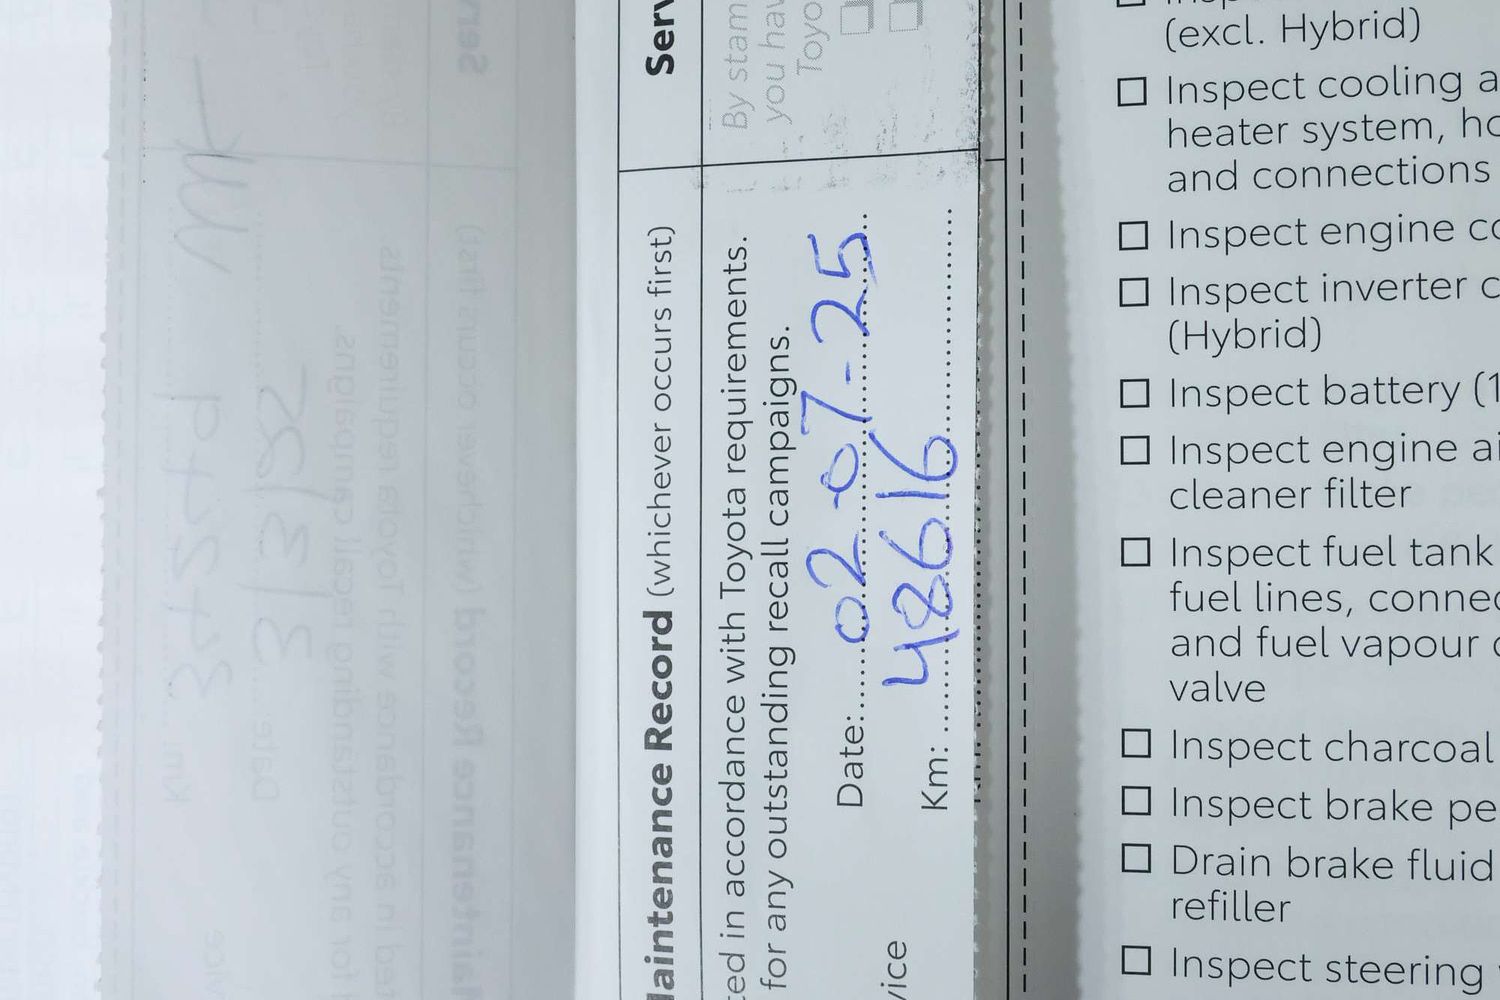 Maintenance Record (whichever occurs first)
ted in accordance with Toyota requirements.
for any outstanding recall campaigns.
Date: 02-07-25
Km: 48616
vice
Serv
By stam
you hav
Toyo
(excl. Hybrid)
Inspect cooling a
heater system, ho
and connections
Inspect engine co
Inspect inverter c
(Hybrid)
Inspect battery (1
Inspect engine ai
cleaner filter
Inspect fuel tank
fuel lines, connec
and fuel vapour c
valve
Inspect charcoal
Inspect brake pe
Drain brake fluid
refiller
Inspect steering